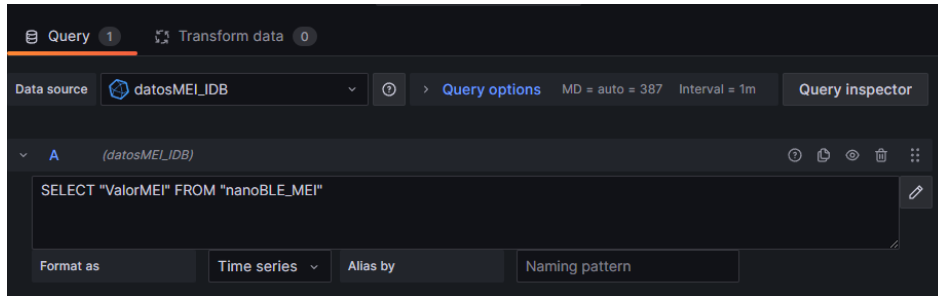 Query 1 Transform data 0
Data source datosMEI_IDB Query options MD = auto = 387 Interval = 1m Query inspector
A (datosMEI_IDB)
SELECT "ValorMEI" FROM "nanoBLE_MEI"
Format as Time series Alias by Naming pattern